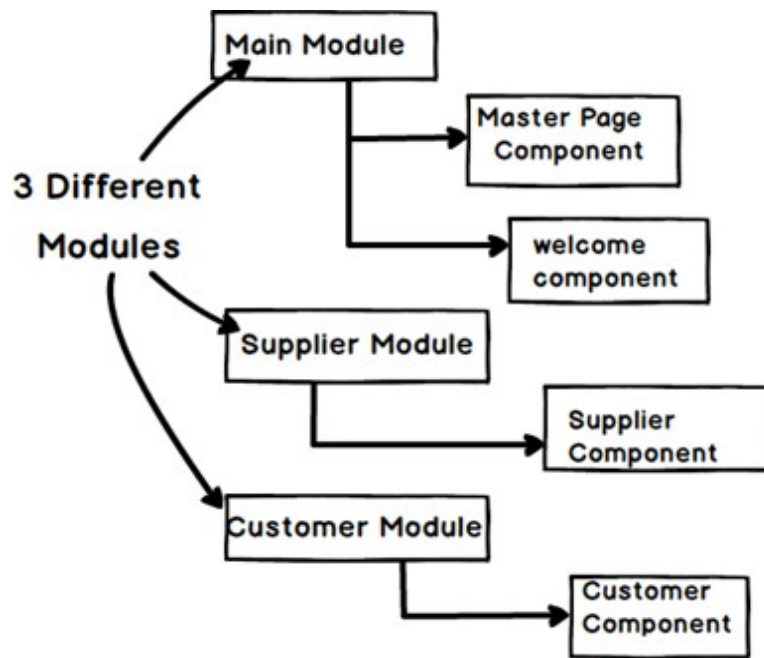 Main Module
Master Page
Component
3 Different
Modules
welcome
component
Supplier Module
Supplier
Component
Customer Module
Customer
Component